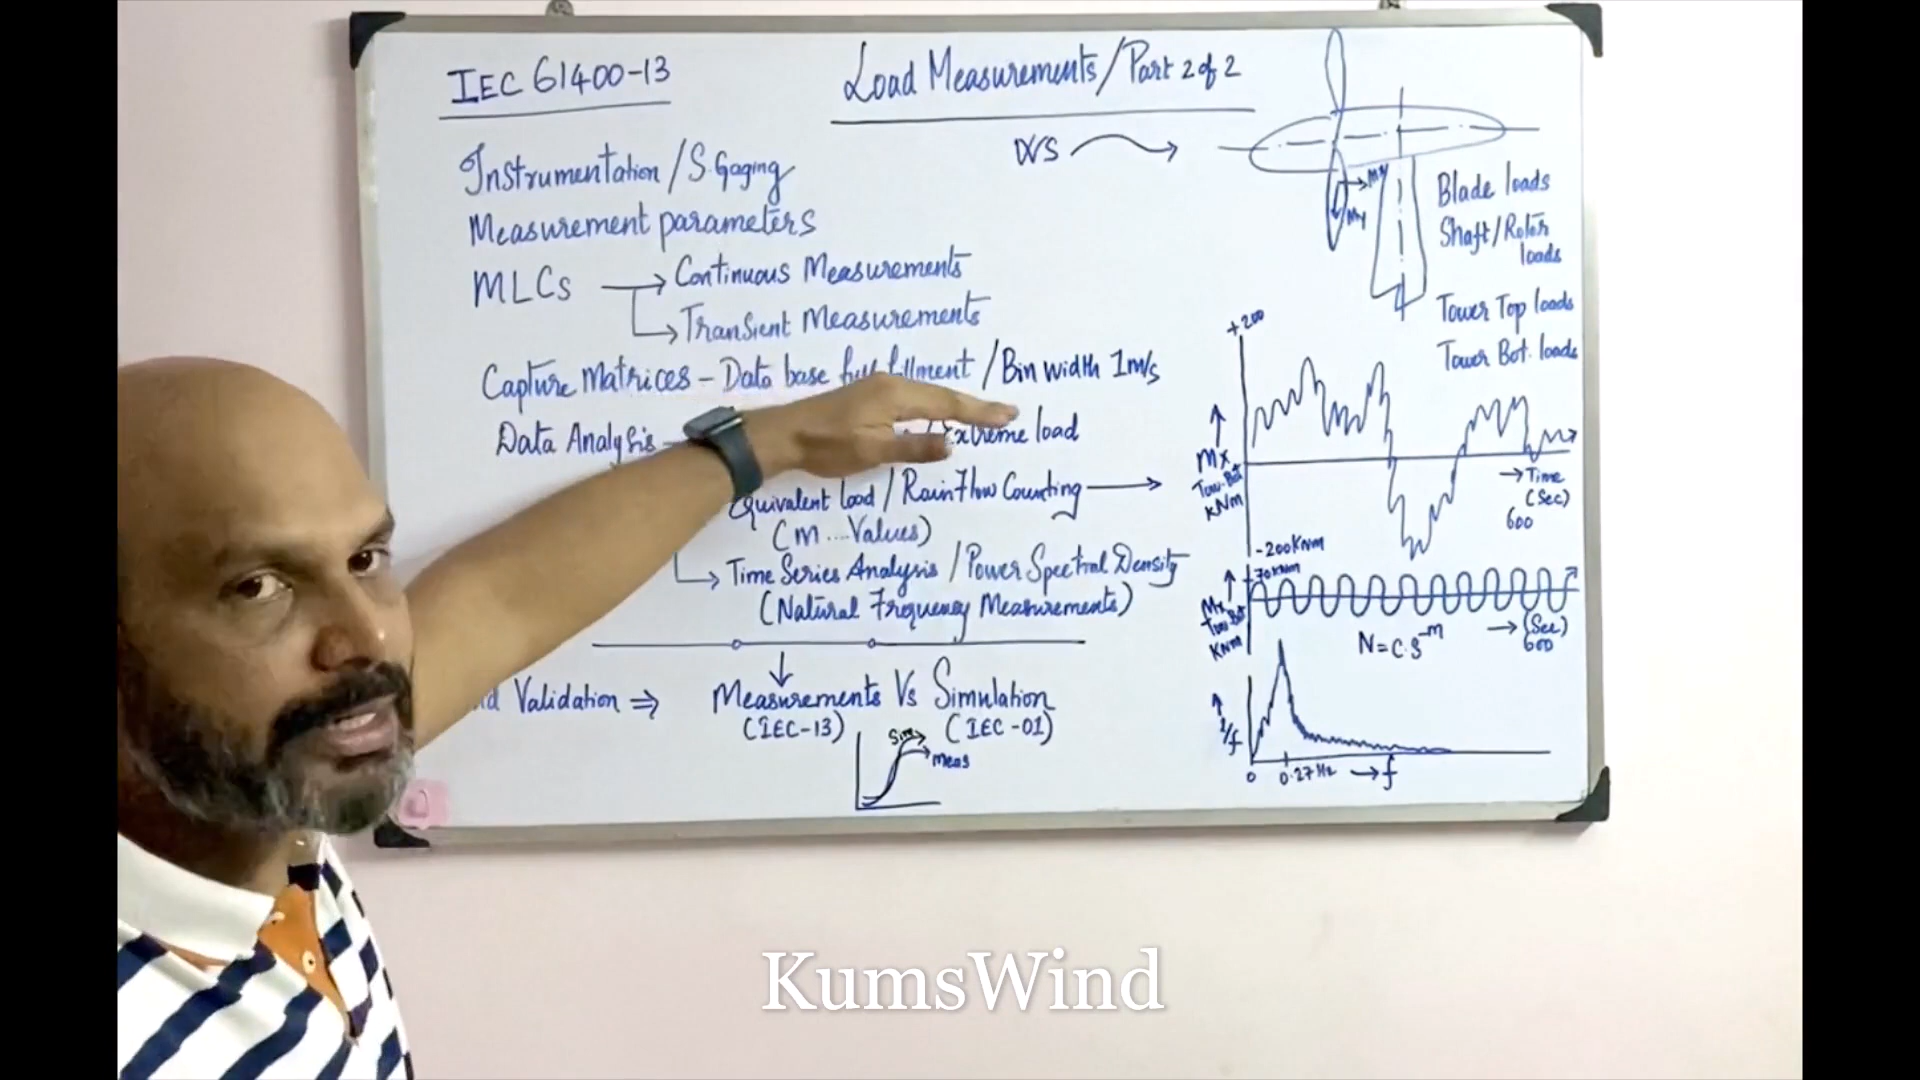 IEC 61400-13
Load Measurements/Part 2 of 2
Instrumentation/S.Gaging
Measurement parameters
MLCs → Continuous Measurements
→ Transient Measurements
Capture Matrices - Data base full fillment / Bin width 1m/s
Data Analysis - / Extreme load
Equivalent load / RainFlow Counting →
(m....Values)
→ Time Series Analysis / Power Spectral Density
(Natural Frequency Measurements)
Validation ⇒ Measurements Vs Simulation
(IEC-13) (IEC-01)
Sim
meas
WS
Mx
My
Blade loads
Shaft/Rotor
loads
Tower Top loads
Tower Bot. loads
+200
Mx
Tow.Bot
kNm
→ Time
(Sec)
600
-200KNm
70KNm
Mx
Tow.Bot
KNm
N=C.S^-m
→ (Sec)
600
1/f
0 0.27Hz → f
KumsWind